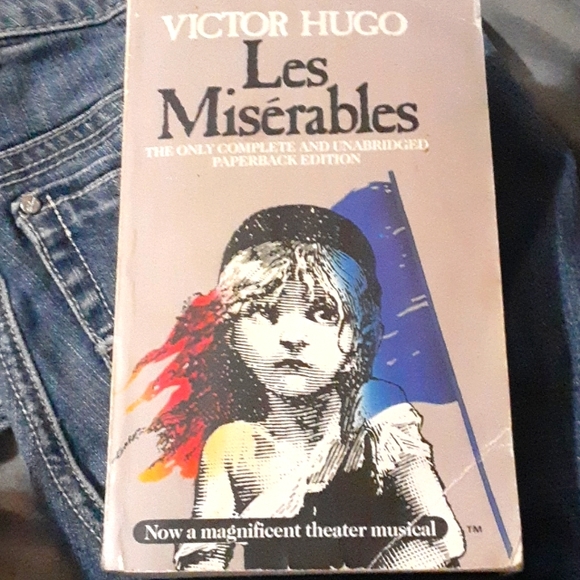 VICTOR HUGO
Les
Misérables
THE ONLY COMPLETE AND UNABRIDGED
PAPERBACK EDITION
Now a magnificent theater musical
TM